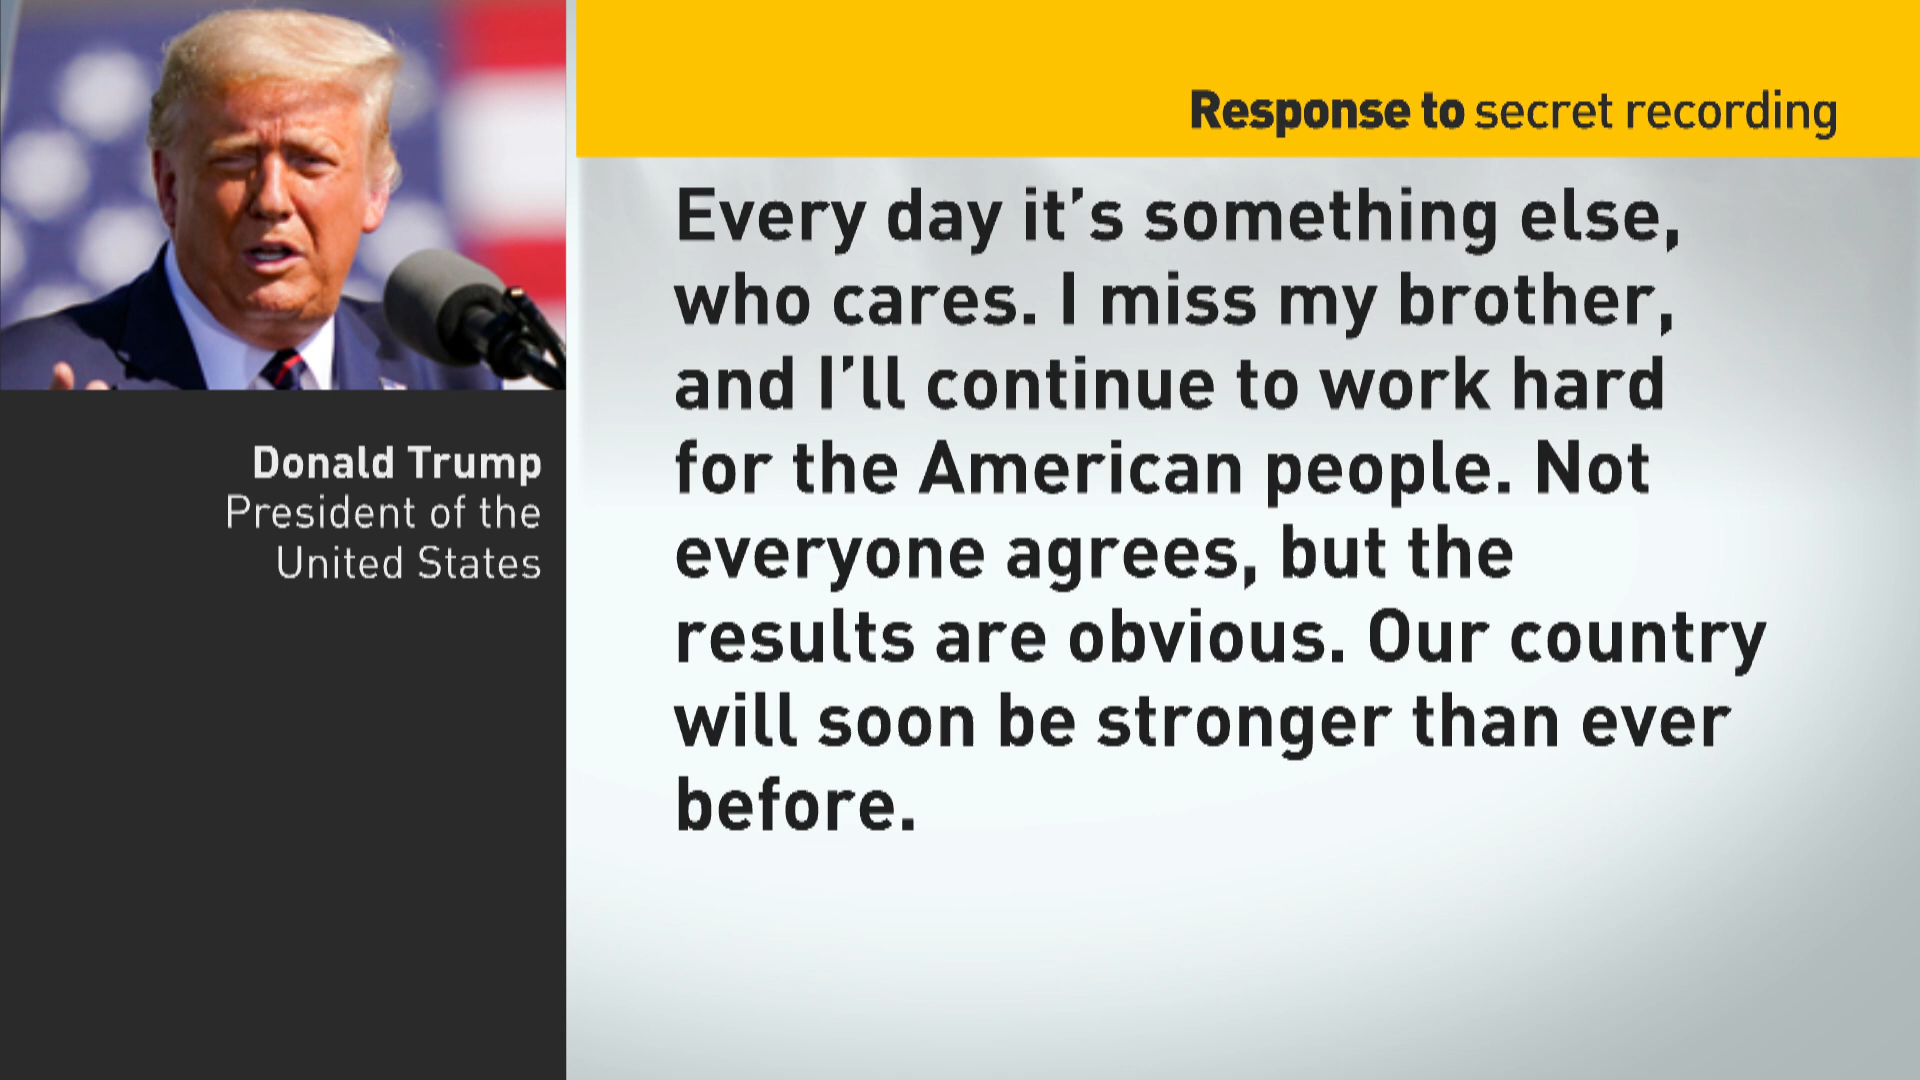 Response to secret recording
Donald Trump
President of the
United States
Every day it's something else,
who cares. I miss my brother,
and I'll continue to work hard
for the American people. Not
everyone agrees, but the
results are obvious. Our country
will soon be stronger than ever
before.